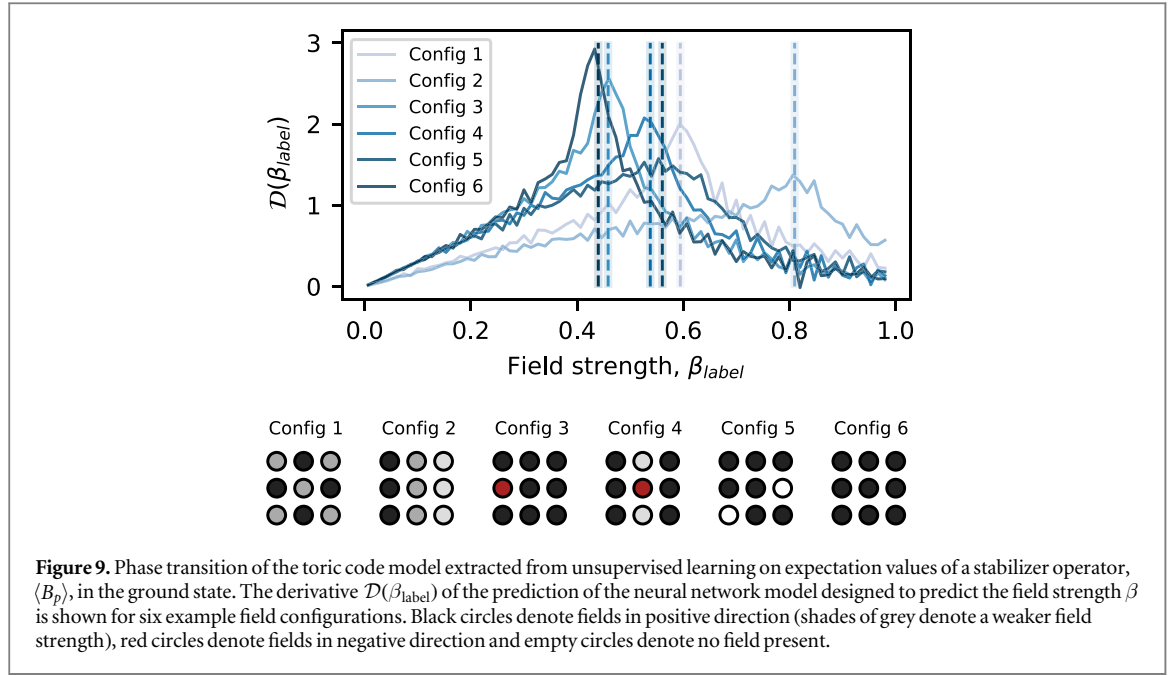 3
2
1
0
𝒟(β_label)
Config 1
Config 2
Config 3
Config 4
Config 5
Config 6
0.0 0.2 0.4 0.6 0.8 1.0
Field strength, β_label
Config 1 Config 2 Config 3 Config 4 Config 5 Config 6
Figure 9. Phase transition of the toric code model extracted from unsupervised learning on expectation values of a stabilizer operator,
⟨B_p⟩, in the ground state. The derivative 𝒟(β_label) of the prediction of the neural network model designed to predict the field strength β
is shown for six example field configurations. Black circles denote fields in positive direction (shades of grey denote a weaker field
strength), red circles denote fields in negative direction and empty circles denote no field present.